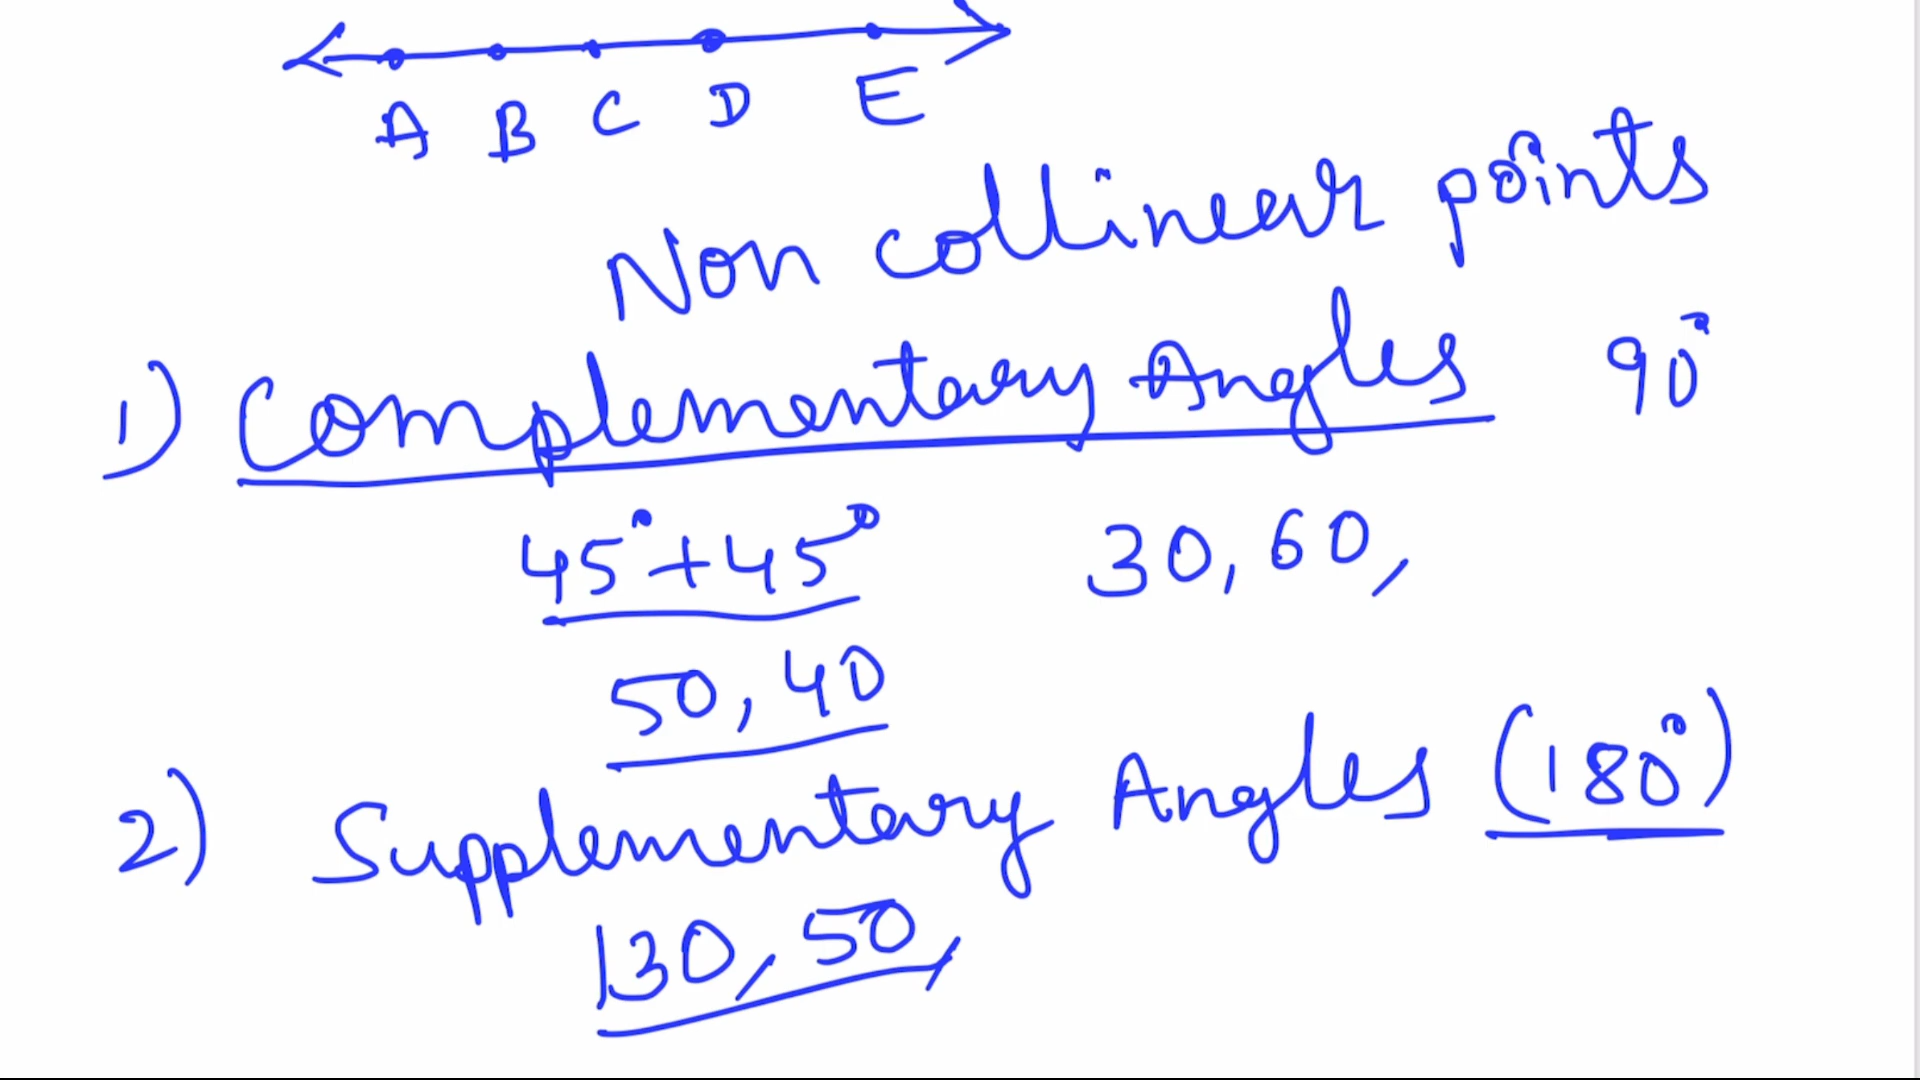 A B C D E
Non collinear points
1) Complementary Angles 90°
45°+45° 30, 60,
50, 40
2) Supplementary Angles (180°)
130, 50,